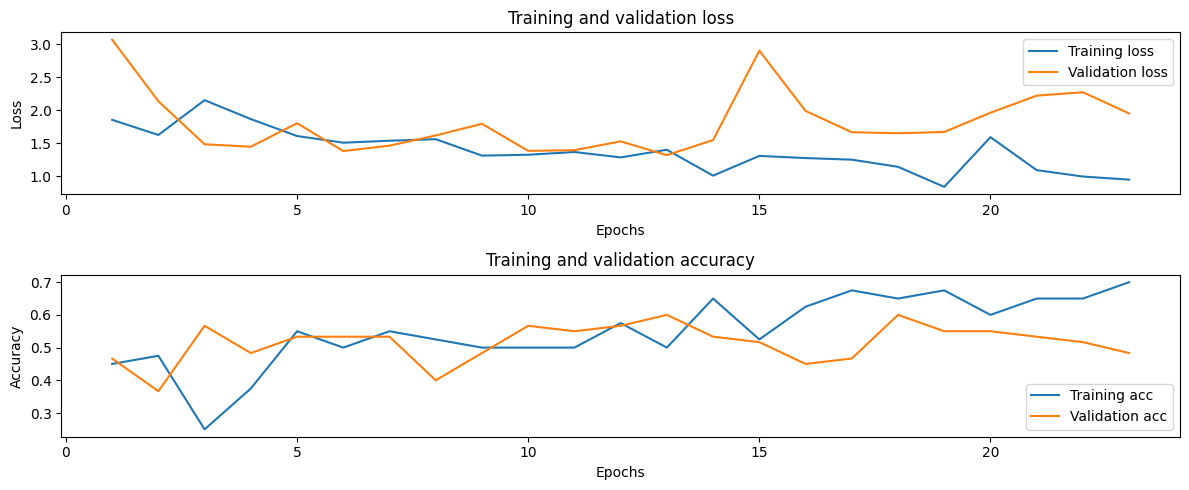 Training and validation loss
3.0
2.5
2.0
1.5
1.0
Loss
Training loss
Validation loss
0 5 10 15 20
Epochs
Training and validation accuracy
0.7
0.6
0.5
0.4
0.3
Accuracy
Training acc
Validation acc
0 5 10 15 20
Epochs